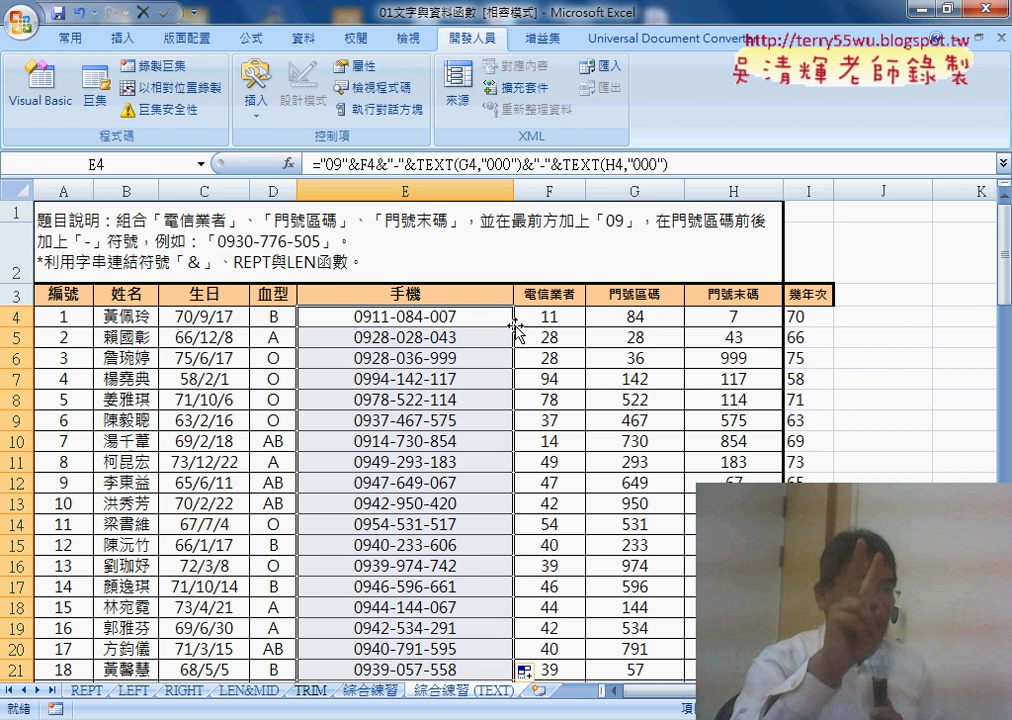 01文字與資料函數 [相容模式] - Microsoft Excel
常用 插入 版面配置 公式 資料 校閱 檢視 開發人員 增益集 Universal Document Converter
http://terry55wu.blogspot.tw
吳清輝老師錄製
Visual Basic 巨集 錄製巨集 以相對位置錄製 巨集安全性 插入 設計模式 屬性 檢視程式碼 執行對話方塊 來源 對應內容 擴充套件 重新整理資料 匯入 匯出
程式碼 控制項 XML
E4 fx ="09"&F4&"-"&TEXT(G4,"000")&"-"&TEXT(H4,"000")
A B C D E F G H I J K
1 題目說明：組合「電信業者」、「門號區碼」、「門號末碼」，並在最前方加上「09」，在門號區碼前後
加上「-」符號，例如：「0930-776-505」。
2 *利用字串連結符號「&」、REPT與LEN函數。
3 編號 姓名 生日 血型 手機 電信業者 門號區碼 門號末碼 幾年次
4 1 黃佩玲 70/9/17 B 0911-084-007 11 84 7 70
5 2 賴國彰 66/12/8 A 0928-028-043 28 28 43 66
6 3 詹琬婷 75/6/17 O 0928-036-999 28 36 999 75
7 4 楊堯典 58/2/1 O 0994-142-117 94 142 117 58
8 5 姜雅琪 71/10/6 O 0978-522-114 78 522 114 71
9 6 陳毅聰 63/2/16 O 0937-467-575 37 467 575 63
10 7 湯千葦 69/2/18 AB 0914-730-854 14 730 854 69
11 8 柯昆宏 73/12/22 A 0949-293-183 49 293 183 73
12 9 李東益 65/6/11 AB 0947-649-067 47 649
13 10 洪秀芳 70/2/22 AB 0942-950-420 42 950
14 11 梁書維 67/7/4 O 0954-531-517 54 531
15 12 陳沅竹 66/1/17 B 0940-233-606 40 233
16 13 劉珈妤 72/3/8 O 0939-974-742 39 974
17 14 顏逸琪 71/10/14 B 0946-596-661 46 596
18 15 林宛霓 73/4/21 A 0944-144-067 44 144
19 16 郭雅芬 69/6/30 A 0942-534-291 42 534
20 17 方鈞儀 71/3/15 AB 0940-791-595 40 791
21 18 黃馨慧 68/5/5 B 0939-057-558 39 57
REPT LEFT RIGHT LEN&MID TRIM 綜合練習 綜合練習 (TEXT)
就緒